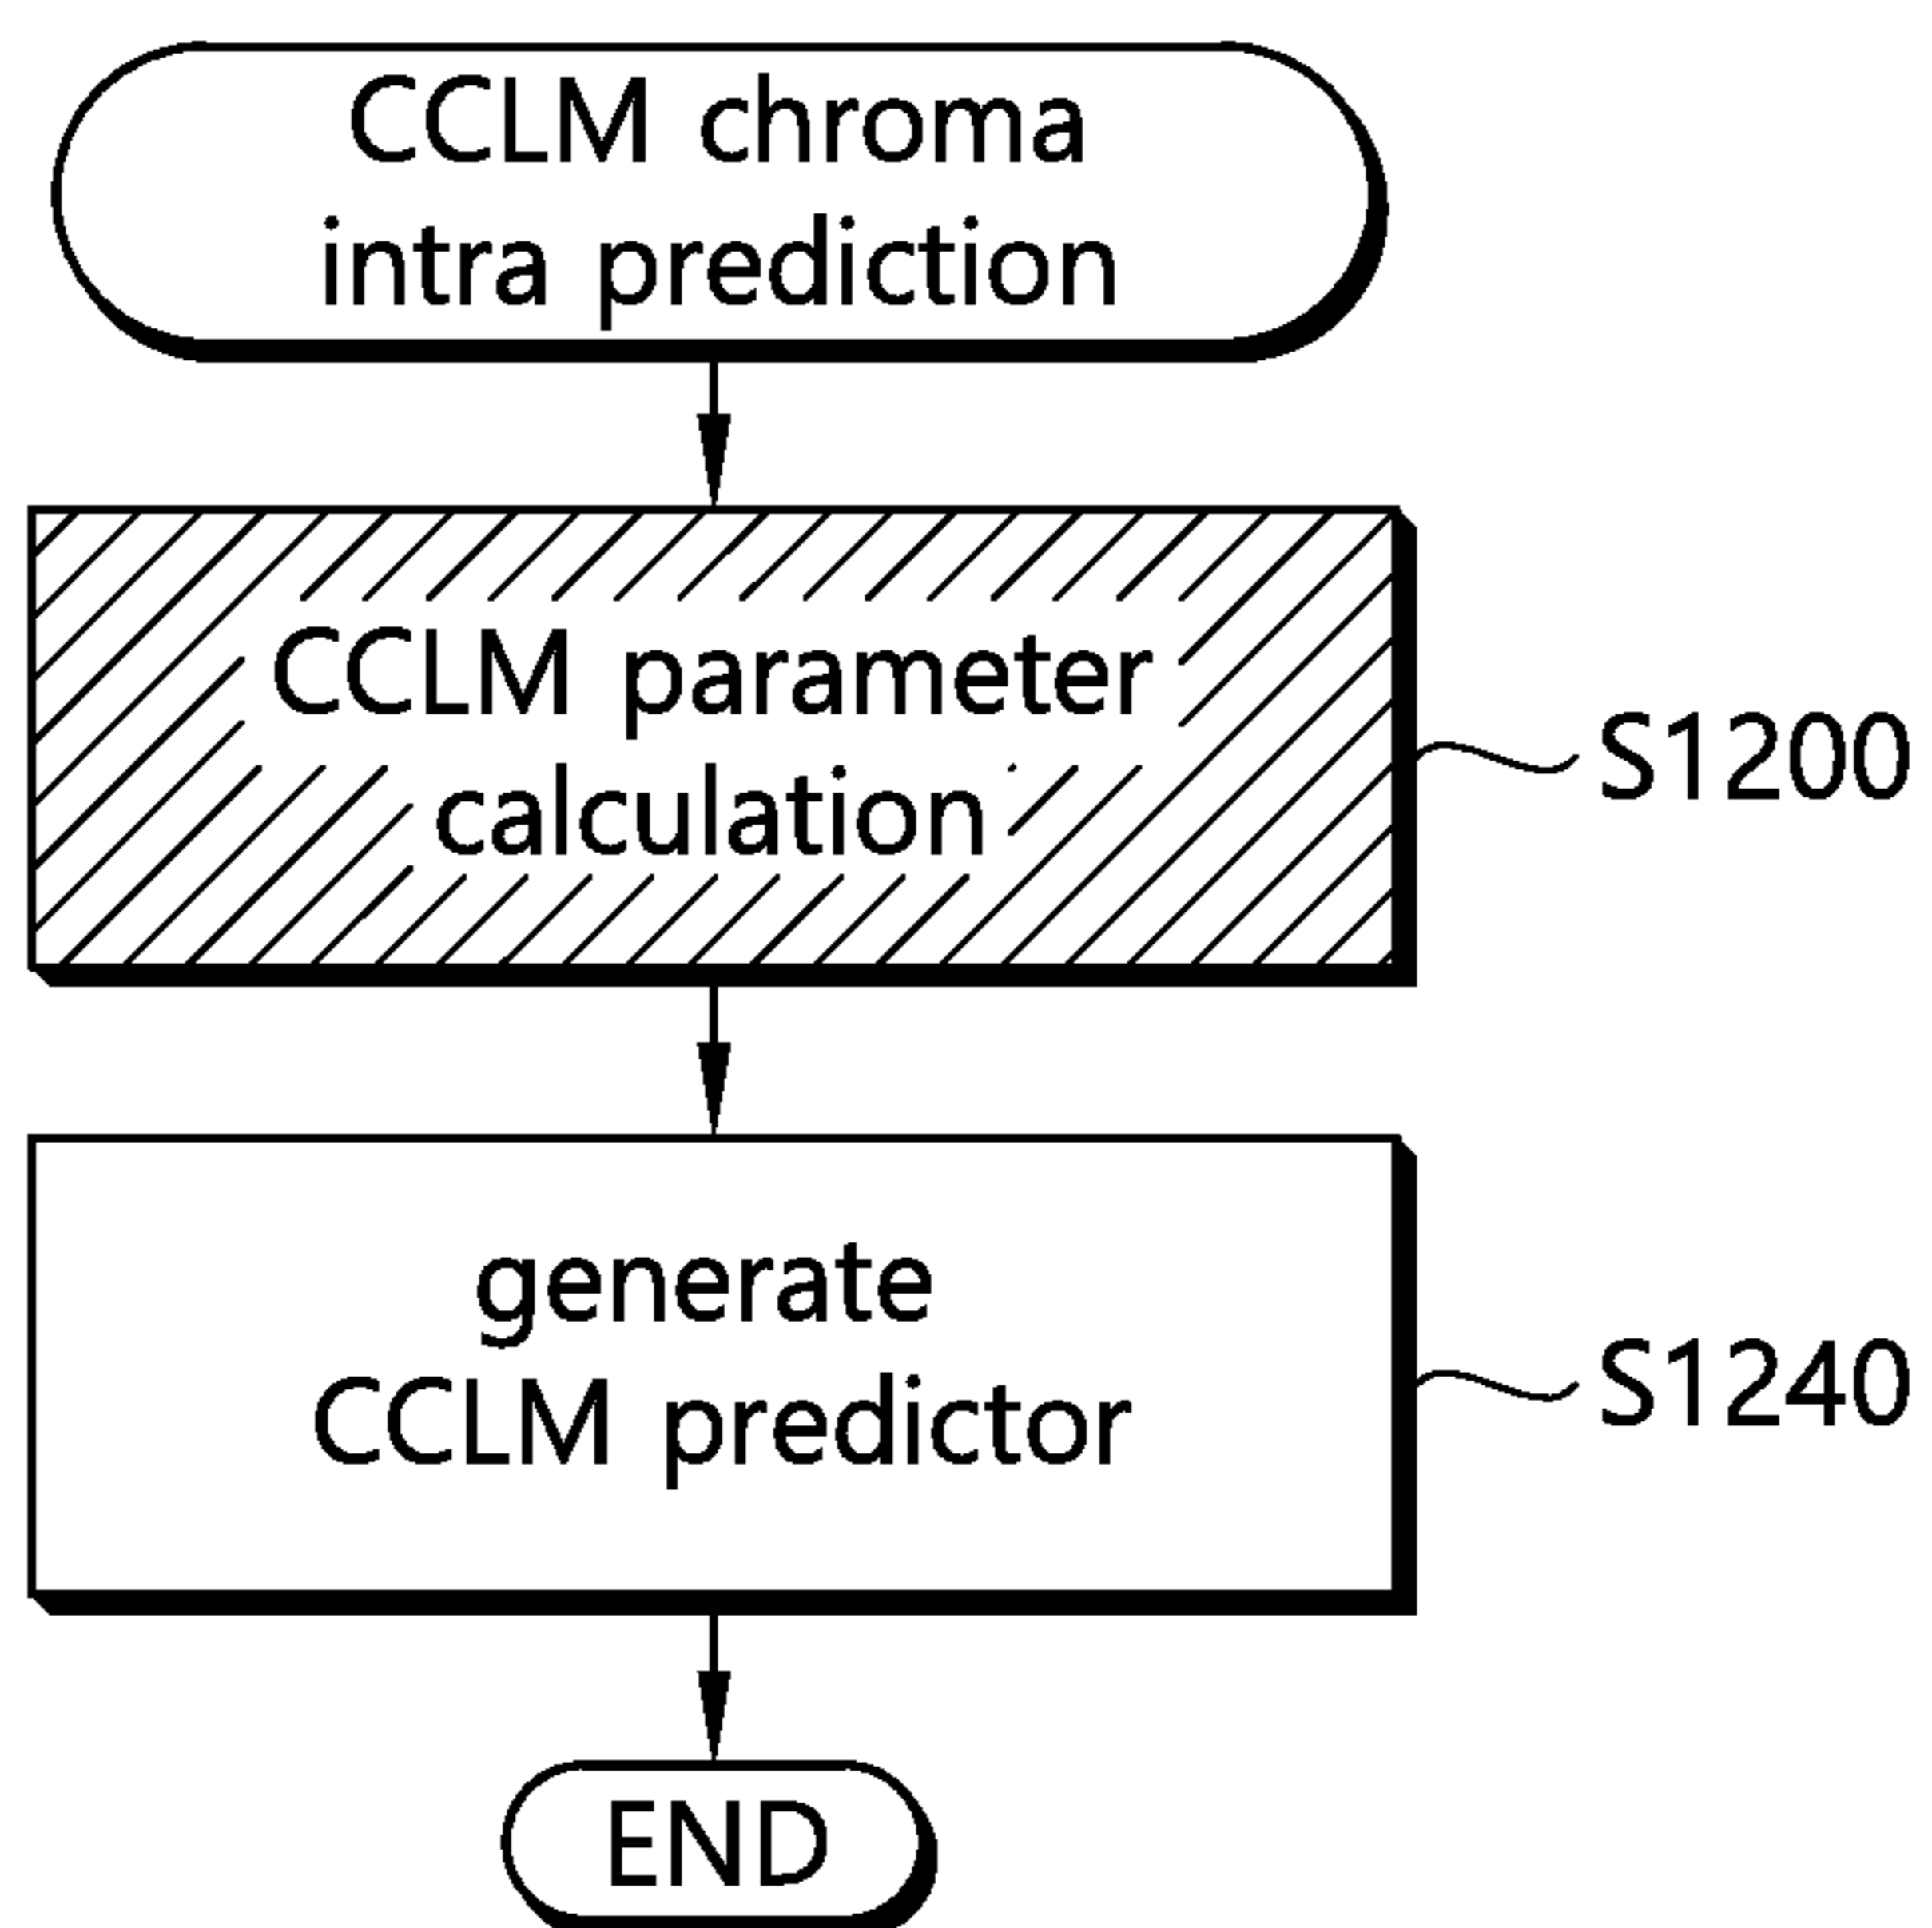 CCLM chroma
intra prediction
CCLM parameter
calculation
S1200
generate
CCLM predictor
S1240
END